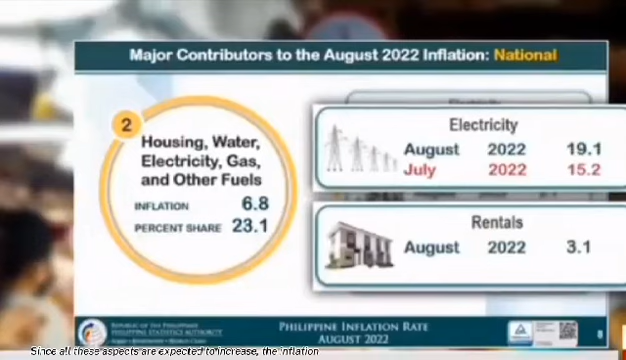 Major Contributors to the August 2022 Inflation: National
2
Housing, Water,
Electricity, Gas,
and Other Fuels
INFLATION 6.8
PERCENT SHARE 23.1
Electricity
August 2022 19.1
July 2022 15.2
Rentals
August 2022 3.1
REPUBLIC OF THE PHILIPPINES
PHILIPPINE STATISTICS AUTHORITY
PHILIPPINE INFLATION RATE
AUGUST 2022
8
Since all these aspects are expected to increase, the inflation